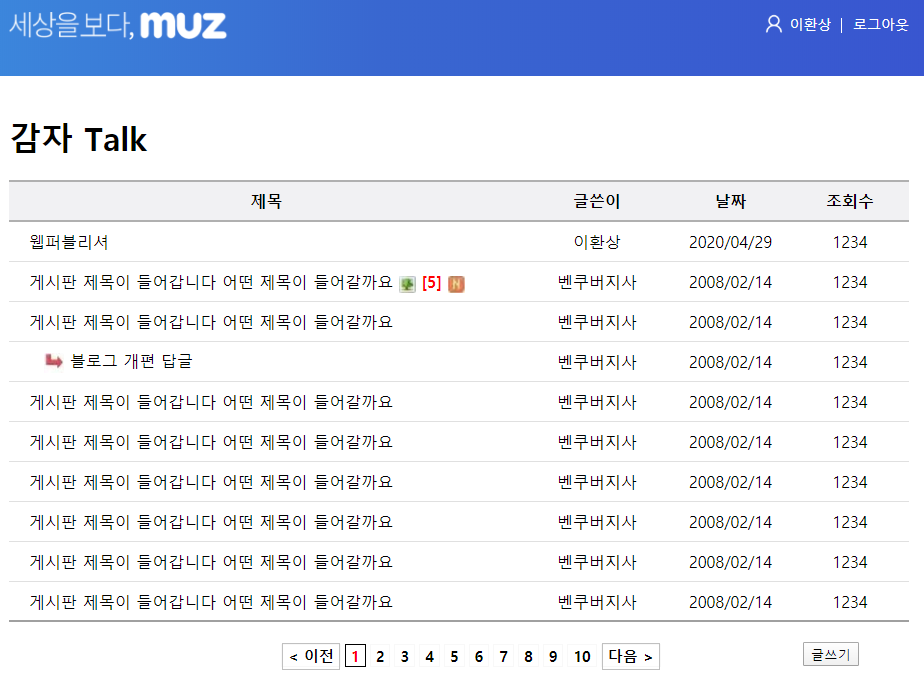 세상을 보다, muz 이환상 | 로그아웃
감자 Talk
제목 글쓴이 날짜 조회수
웹퍼블리셔 이환상 2020/04/29 1234
게시판 제목이 들어갑니다 어떤 제목이 들어갈까요 [5] N 벤쿠버지사 2008/02/14 1234
게시판 제목이 들어갑니다 어떤 제목이 들어갈까요 벤쿠버지사 2008/02/14 1234
블로그 개편 답글 벤쿠버지사 2008/02/14 1234
게시판 제목이 들어갑니다 어떤 제목이 들어갈까요 벤쿠버지사 2008/02/14 1234
게시판 제목이 들어갑니다 어떤 제목이 들어갈까요 벤쿠버지사 2008/02/14 1234
게시판 제목이 들어갑니다 어떤 제목이 들어갈까요 벤쿠버지사 2008/02/14 1234
게시판 제목이 들어갑니다 어떤 제목이 들어갈까요 벤쿠버지사 2008/02/14 1234
게시판 제목이 들어갑니다 어떤 제목이 들어갈까요 벤쿠버지사 2008/02/14 1234
게시판 제목이 들어갑니다 어떤 제목이 들어갈까요 벤쿠버지사 2008/02/14 1234
< 이전 1 2 3 4 5 6 7 8 9 10 다음 > 글쓰기